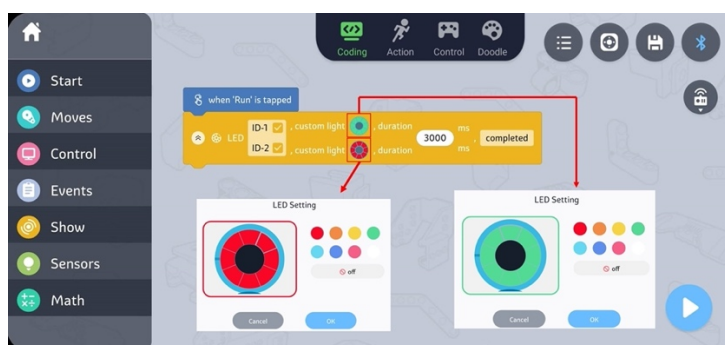 Coding Action Control Doodle
Start
Moves
Control
Events
Show
Sensors
Math
when 'Run' is tapped
LED ID-1 , custom light , duration 3000 ms , completed
ID-2 , custom light , duration ms
LED Setting
off
Cancel OK
LED Setting
off
Cancel OK